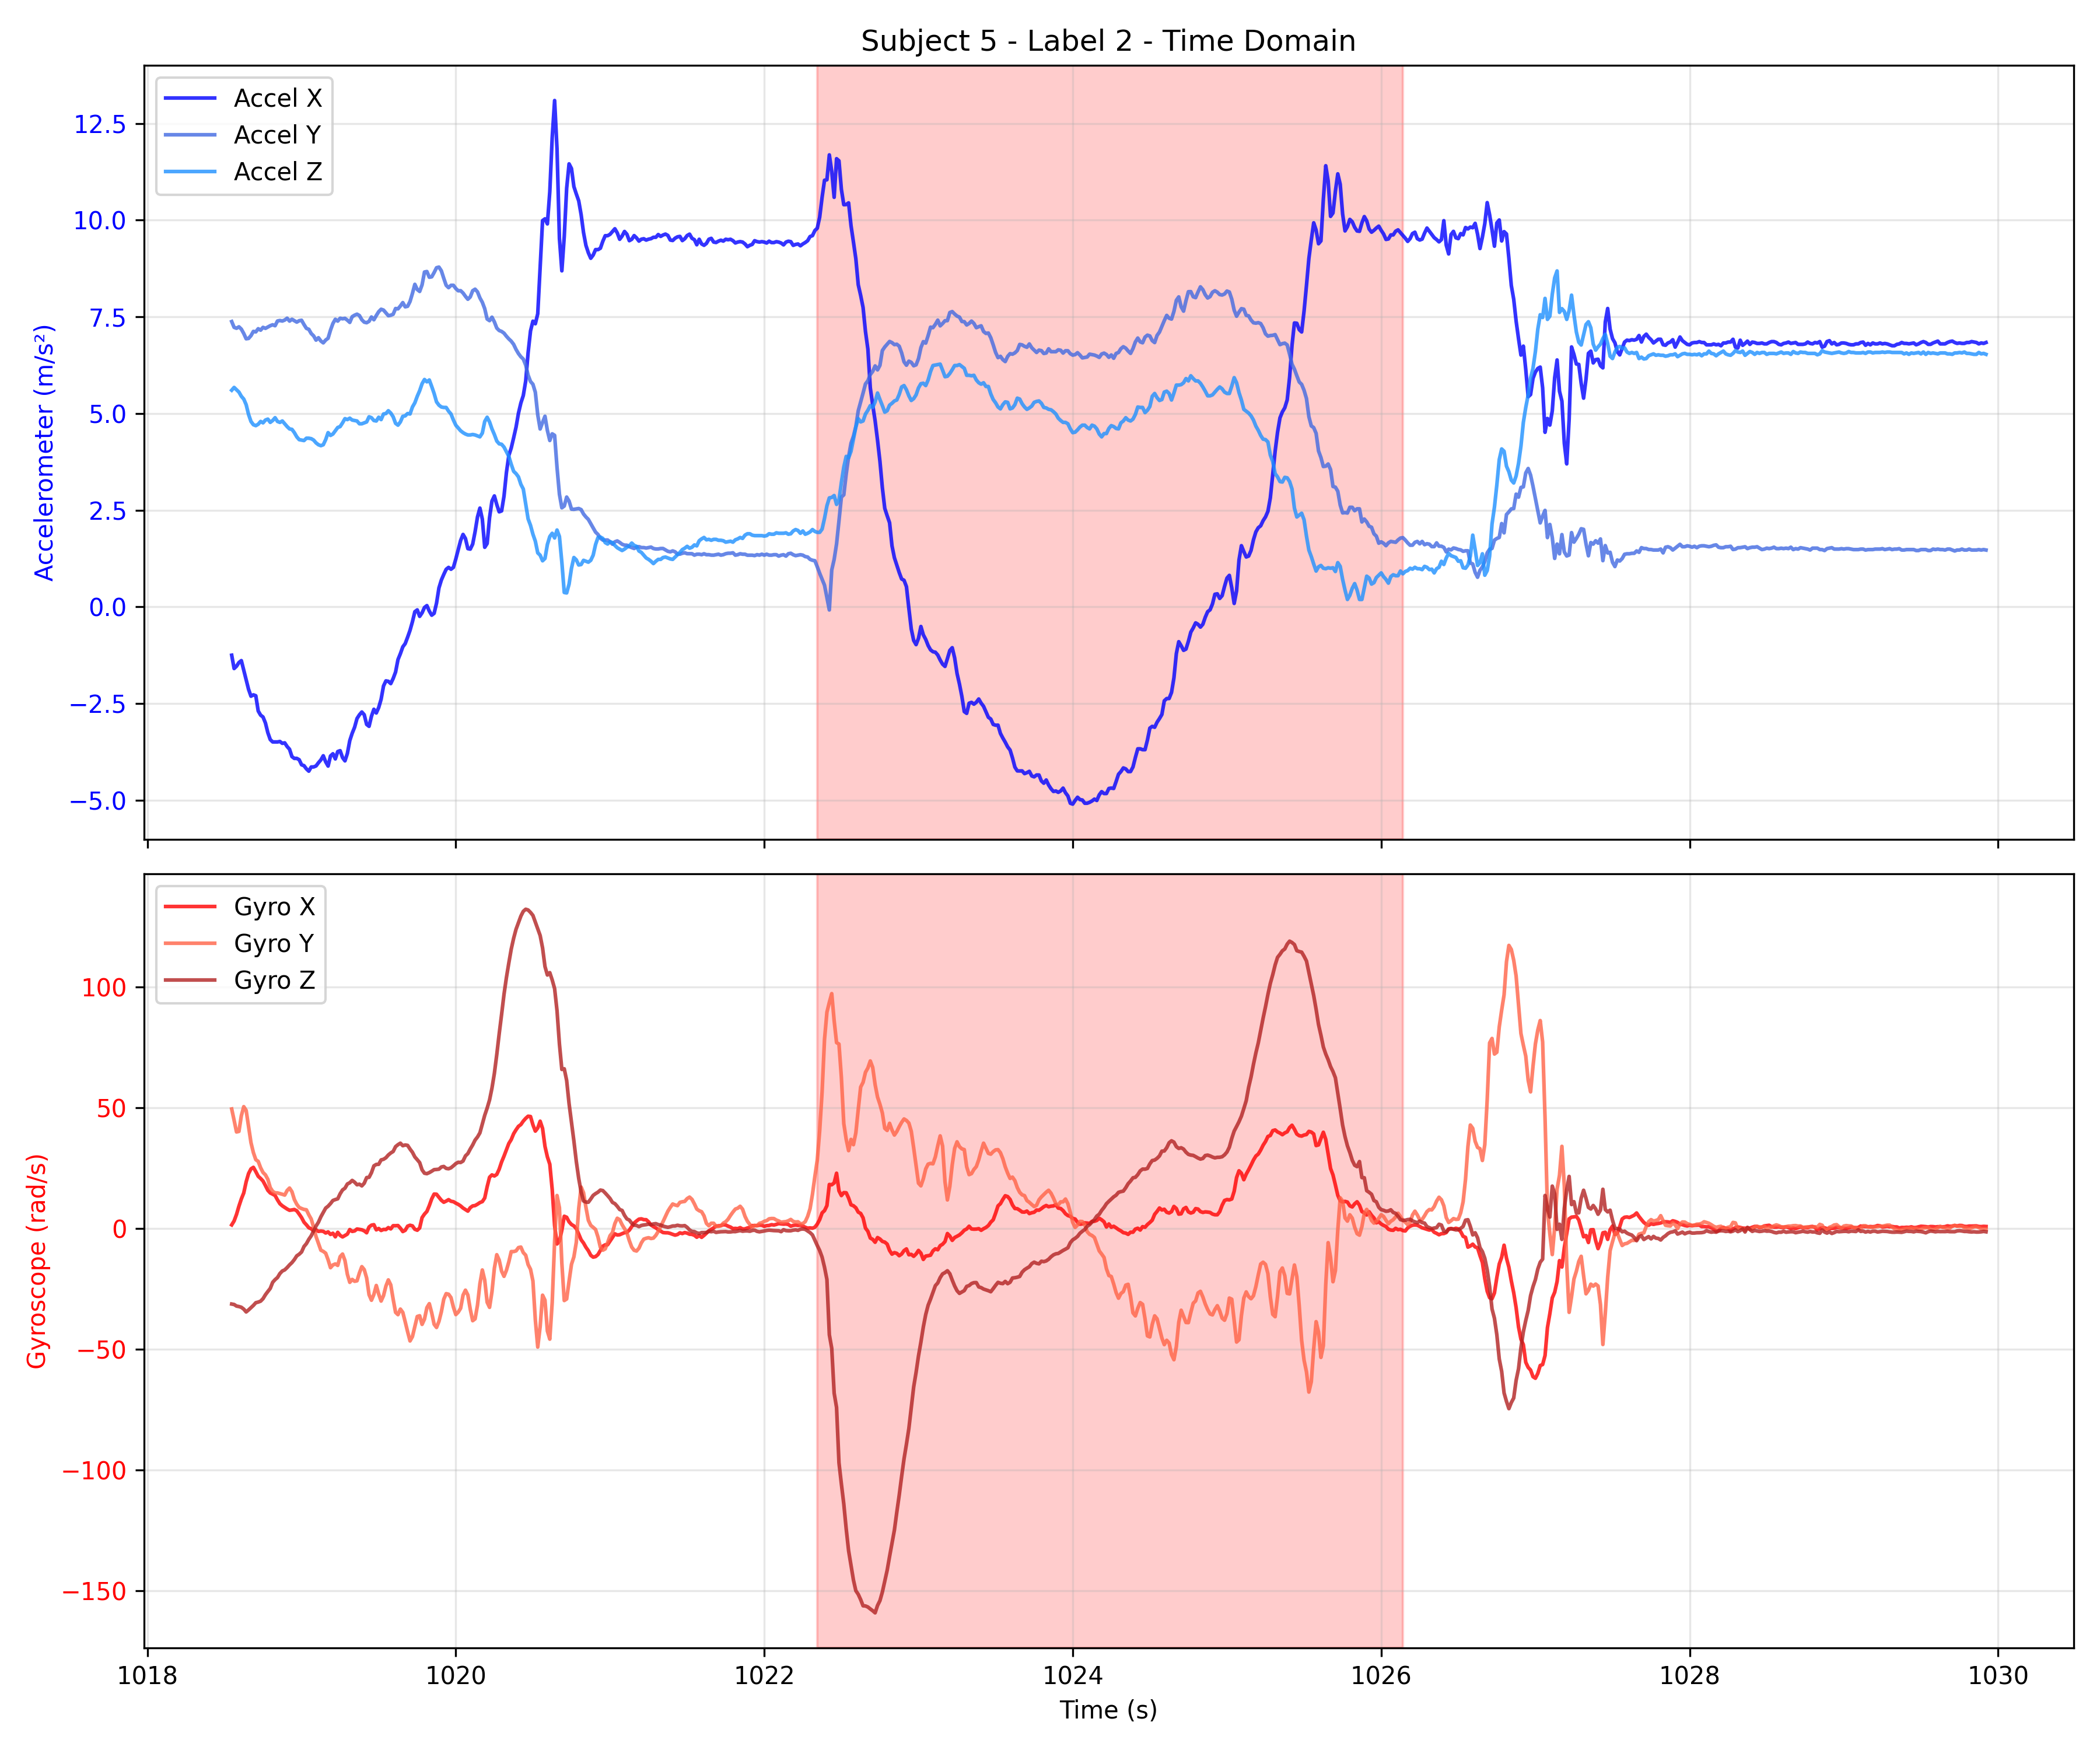 Subject 5 - Label 2 - Time Domain
Accel X
Accel Y
Accel Z
12.5
10.0
7.5
5.0
2.5
0.0
−2.5
−5.0
Accelerometer (m/s²)
Gyro X
Gyro Y
Gyro Z
100
50
0
−50
−100
−150
Gyroscope (rad/s)
1018 1020 1022 1024 1026 1028 1030
Time (s)